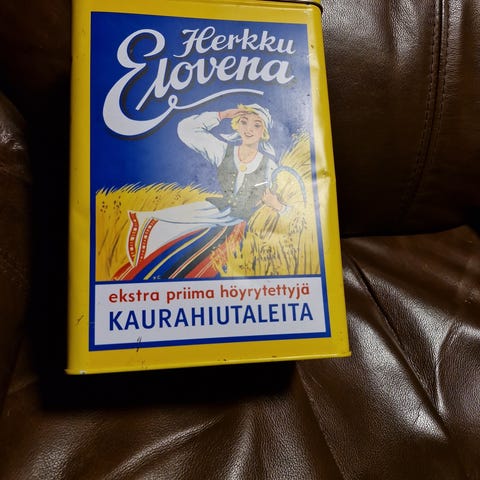 Herkku
Elovena
ekstra priima höyrytettyjä
KAURAHIUTALEITA